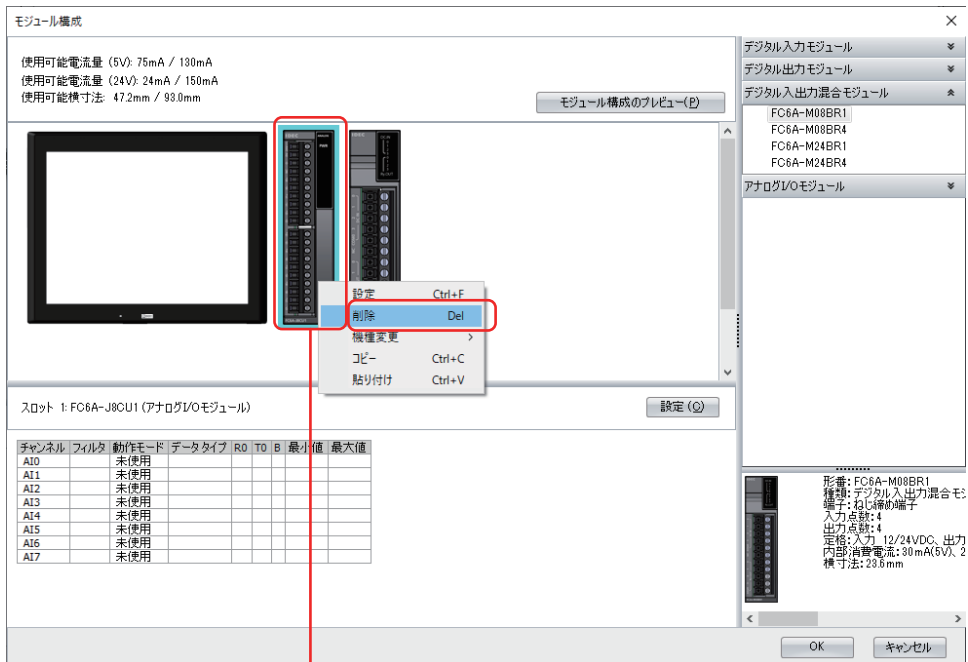 モジュール構成
使用可能電流量 (5V): 75mA / 130mA
使用可能電流量 (24V): 24mA / 150mA
使用可能横寸法: 47.2mm / 93.0mm
モジュール構成のプレビュー(P)
設定 Ctrl+F
削除 Del
機種変更
コピー Ctrl+C
貼り付け Ctrl+V
スロット 1: FC6A-J8CU1 (アナログI/Oモジュール)
設定 (O)
チャンネル フィルタ 動作モード データタイプ R0 T0 B 最小値 最大値
AI0 未使用
AI1 未使用
AI2 未使用
AI3 未使用
AI4 未使用
AI5 未使用
AI6 未使用
AI7 未使用
デジタル入力モジュール
デジタル出力モジュール
デジタル入出力混合モジュール
FC6A-M08BR1
FC6A-M08BR4
FC6A-M24BR1
FC6A-M24BR4
アナログI/Oモジュール
形番: FC6A-M08BR1
種類: デジタル入出力混合モジ
端子: ねじ締め端子
入力点数: 4
出力点数: 4
定格: 入力 12/24VDC、出力
内部消費電流: 30mA(5V)、2
横寸法: 23.6mm
OK
キャンセル